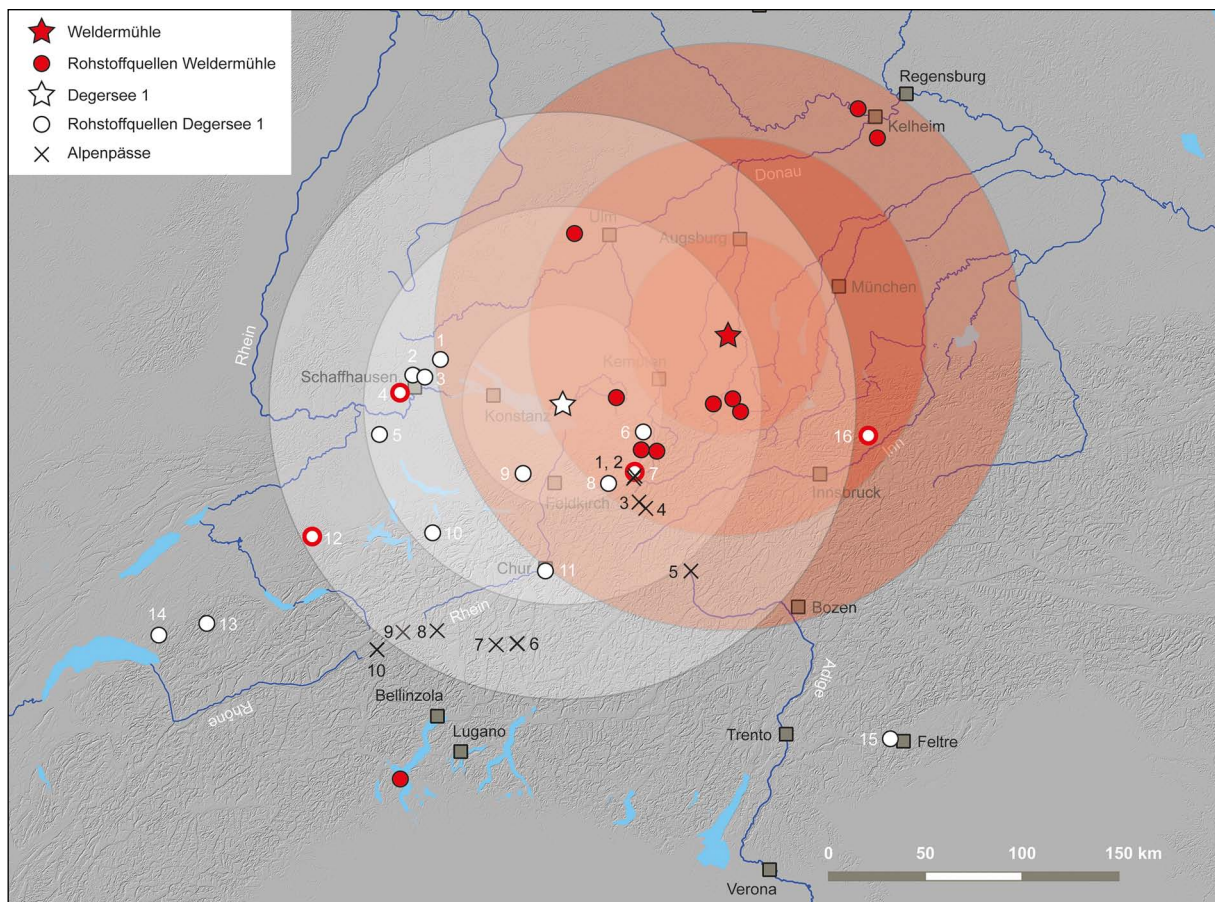 Weldermühle
Rohstoffquellen Weldermühle
Degersee 1
Rohstoffquellen Degersee 1
Alpenpässe
Regensburg
Kelheim
Donau
Ulm
Augsburg
München
Rhein
1
2
3
Schaffhausen
4
Kempten
Konstanz
5
6
16
Inn
1, 2
7
9
8
Feldkirch
Innsbruck
3
4
12
10
Chur
11
5
Rhein
Bozen
14
13
9
8
7
6
10
Adige
Bellinzola
Rhône
Lugano
Trento
15
Feltre
0
50
100
150 km
Verona